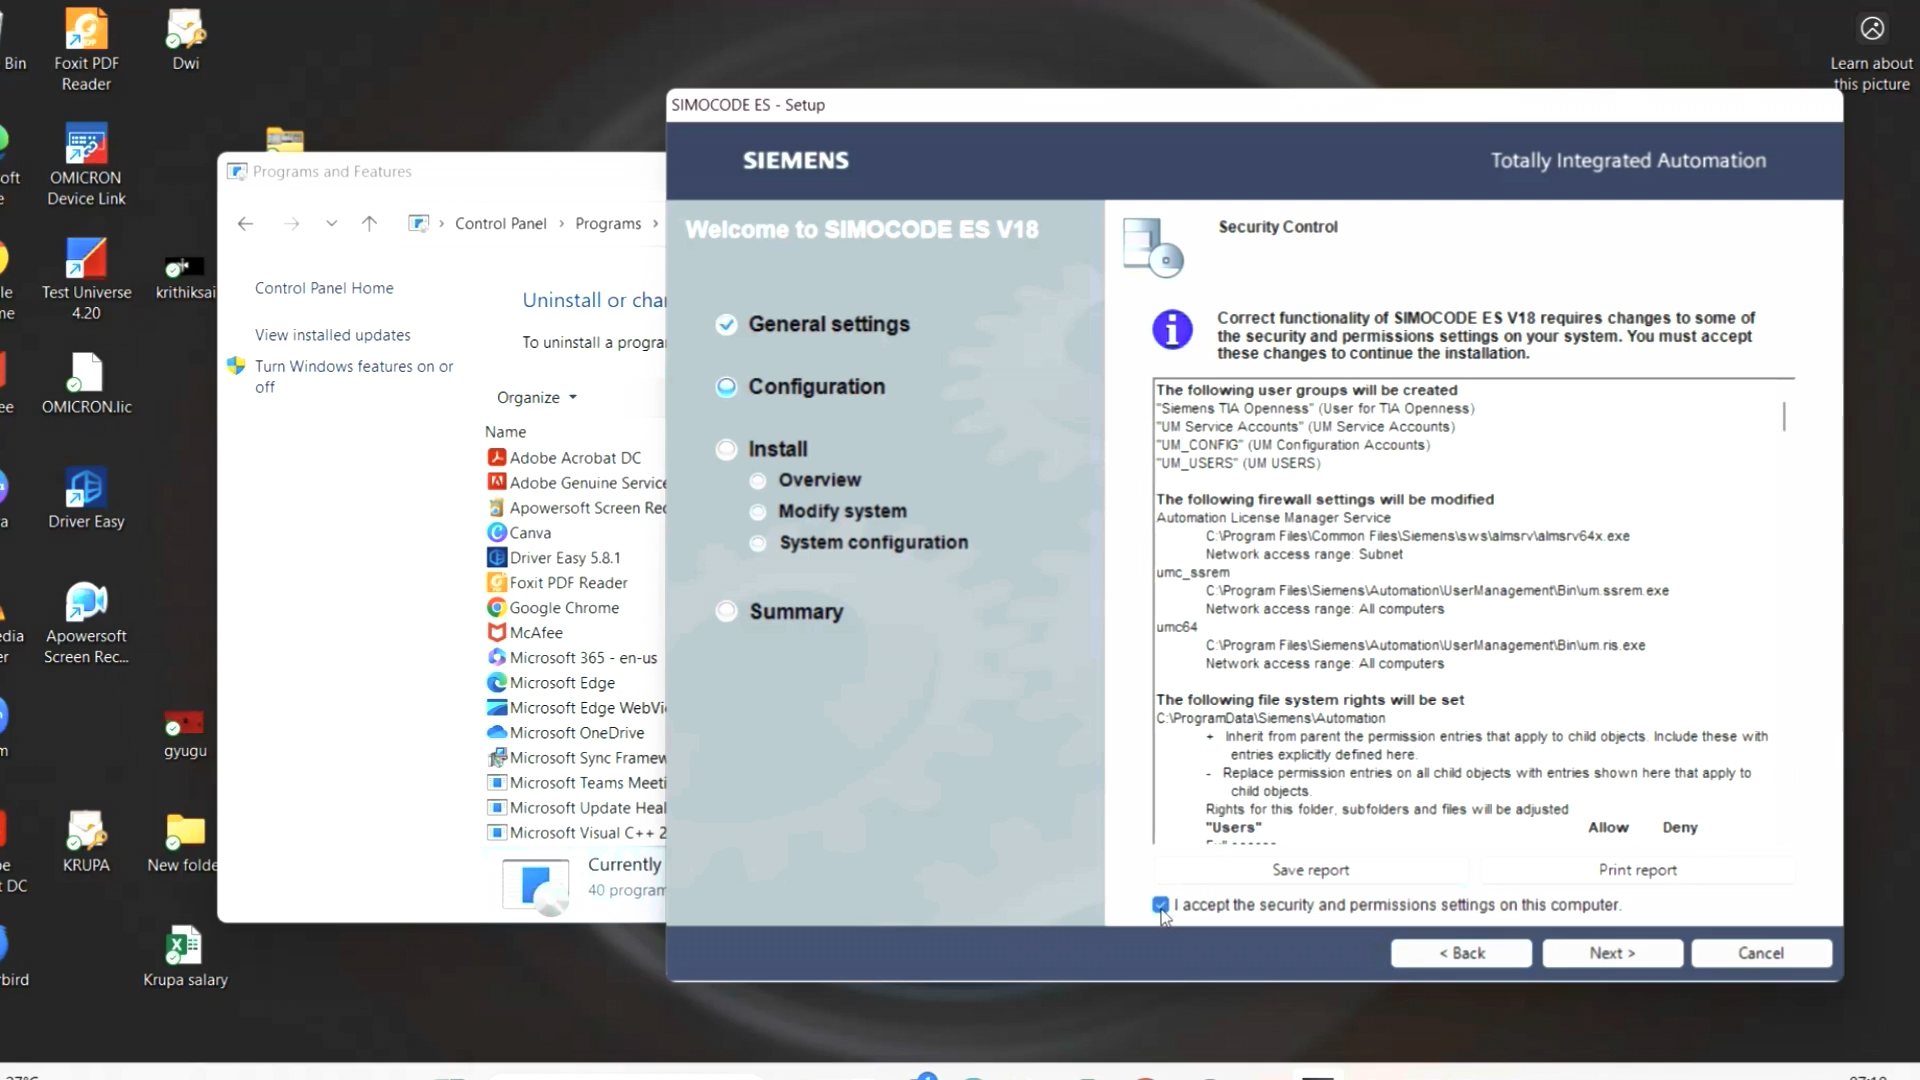 Bin
Foxit PDF
Reader
Dwi
Learn about
this picture
oft
e
OMICRON
Device Link
le
me
Test Universe
4.20
krithiksai
ee
OMICRON.lic
a
Driver Easy
edia
er
Apowersoft
Screen Rec...
m
gyugu
be
t DC
KRUPA
New folde
rbird
Krupa salary
Programs and Features
Control Panel
Programs
Control Panel Home
View installed updates
Turn Windows features on or
off
Uninstall or cha
To uninstall a progra
Organize
Name
Adobe Acrobat DC
Adobe Genuine Service
Apowersoft Screen Rec
Canva
Driver Easy 5.8.1
Foxit PDF Reader
Google Chrome
McAfee
Microsoft 365 - en-us
Microsoft Edge
Microsoft Edge WebVi
Microsoft OneDrive
Microsoft Sync Framew
Microsoft Teams Meeti
Microsoft Update Heal
Microsoft Visual C++ 2
Currently
40 program
SIMOCODE ES - Setup
SIEMENS
Totally Integrated Automation
Welcome to SIMOCODE ES V18
General settings
Configuration
Install
Overview
Modify system
System configuration
Summary
Security Control
Correct functionality of SIMOCODE ES V18 requires changes to some of
the security and permissions settings on your system. You must accept
these changes to continue the installation.
The following user groups will be created
"Siemens TIA Openness" (User for TIA Openness)
"UM Service Accounts" (UM Service Accounts)
"UM_CONFIG" (UM Configuration Accounts)
"UM_USERS" (UM USERS)
The following firewall settings will be modified
Automation License Manager Service
C:\Program Files\Common Files\Siemens\sws\almsrv\almsrv64x.exe
Network access range: Subnet
umc_ssrem
C:\Program Files\Siemens\Automation\UserManagement\Bin\um.ssrem.exe
Network access range: All computers
umc64
C:\Program Files\Siemens\Automation\UserManagement\Bin\um.ris.exe
Network access range: All computers
The following file system rights will be set
C:\ProgramData\Siemens\Automation
+ Inherit from parent the permission entries that apply to child objects. Include these with
entries explicitly defined here.
- Replace permission entries on all child objects with entries shown here that apply to
child objects.
Rights for this folder, subfolders and files will be adjusted
"Users" Allow Deny
Save report
Print report
I accept the security and permissions settings on this computer.
< Back
Next >
Cancel